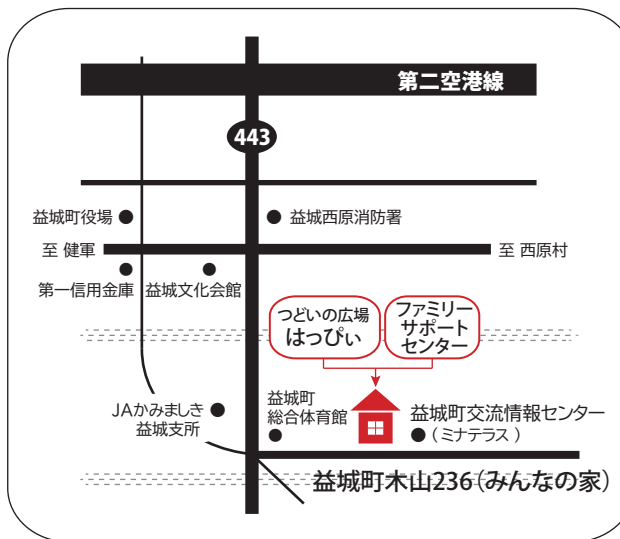 第二空港線
443
益城町役場
益城西原消防署
至 健軍
至 西原村
第一信用金庫
益城文化会館
つどいの広場
はっぴぃ
ファミリー
サポート
センター
JAかみましき
益城支所
益城町
総合体育館
益城町交流情報センター
（ミナテラス）
益城町木山236（みんなの家）